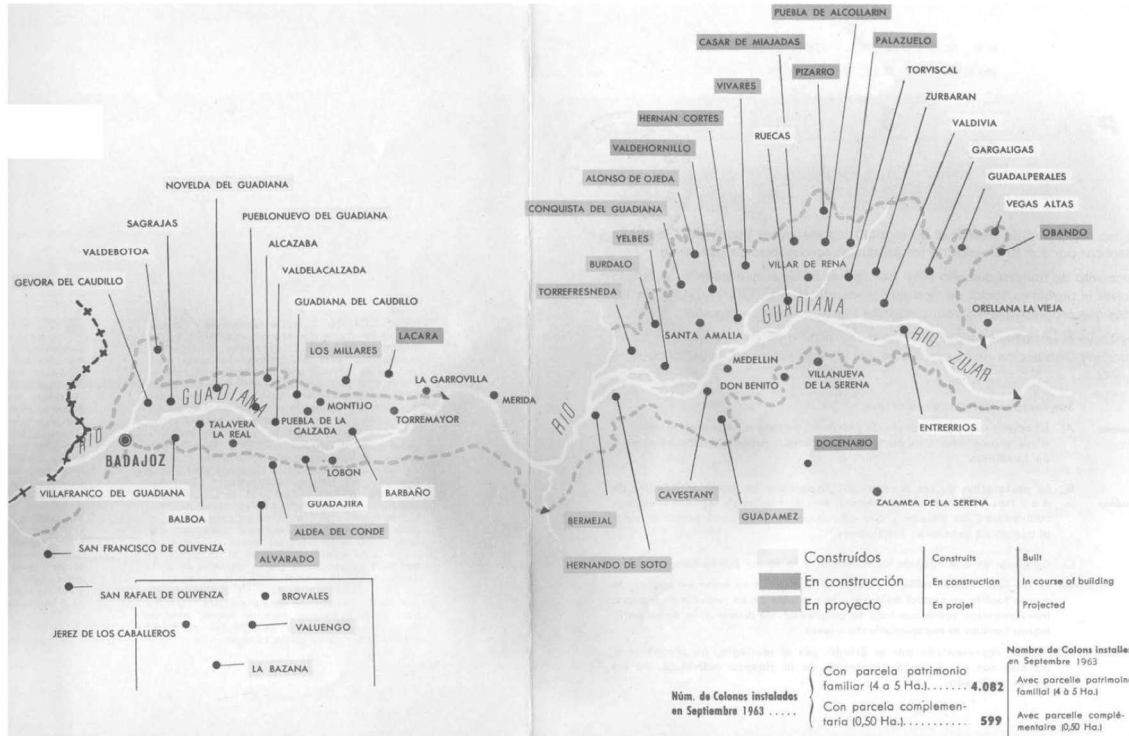 PUEBLA DE ALCOLLARIN
CASAR DE MIAJADAS
PALAZUELO
PIZARRO
TORVISCAL
VIVARES
ZURBARAN
HERNAN CORTES
RUECAS
VALDIVIA
VALDEHORNILLO
GARGALIGAS
ALONSO DE OJEDA
GUADALPERALES
NOVELDA DEL GUADIANA
VEGAS ALTAS
CONQUISTA DEL GUADIANA
PUEBLONUEVO DEL GUADIANA
SAGRAJAS
OBANDO
YELBES
ALCAZABA
VALDEBOTOA
BURDALO
VILLAR DE RENA
VALDELACALZADA
GEVORA DEL CAUDILLO
TORREFRESNEDA
GUADIANA DEL CAUDILLO
GUADIANA
ORELLANA LA VIEJA
LACARA
SANTA AMALIA
RIO ZUJAR
LOS MILLARES
MEDELLIN
LA GARROVILLA
VILLANUEVA
DE LA SERENA
DON BENITO
RIO GUADIANA
MERIDA
MONTIJO
TORREMAYOR
PUEBLA DE LA
CALZADA
TALAVERA
LA REAL
RIO
ENTRERRIOS
DOCENARIO
BADAJOZ
LOBON
VILLAFRANCO DEL GUADIANA
BARBAÑO
CAVESTANY
GUADAJIRA
ZALAMEA DE LA SERENA
BALBOA
GUADAMEZ
BERMEJAL
ALDEA DEL CONDE
SAN FRANCISCO DE OLIVENZA
ALVARADO
HERNANDO DE SOTO
SAN RAFAEL DE OLIVENZA
BROVALES
JEREZ DE LOS CABALLEROS
VALUENGO
LA BAZANA
Construídos Construits Built
En construcción En construction In course of building
En proyecto En projet Projected
Núm. de Colonos instalados
en Septiembre 1963 .....
Con parcela patrimonio
familiar (4 a 5 Ha.)....... 4.082
Con parcela complemen-
taria (0,50 Ha.)........ 599
Nombre de Colons install
en Septembre 1963
Avec parcelle patrimoin
familial (4 à 5 Ha.)
Avec parcelle complé-
mentaire (0,50 Ha.)